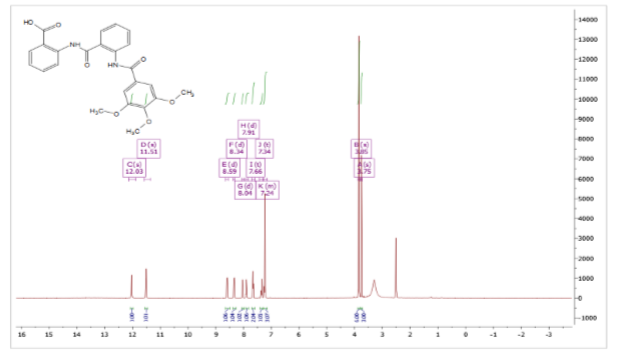 HO
O
NH
O
HN
O
O
CH₃
H₃C
O
O
H₃C
H (d)
7.91
D (s)
11.51
F (d)
8.34
J (t)
7.34
B (s)
3.85
C (s)
12.03
E (d)
8.59
I (t)
7.66
A (s)
3.75
G (d)
8.04
K (m)
7.24
14000
13000
12000
11000
10000
9000
8000
7000
6000
5000
4000
3000
2000
1000
0
-1000
16 15 14 13 12 11 10 9 8 7 6 5 4 3 2 1 0 -1 -2 -3